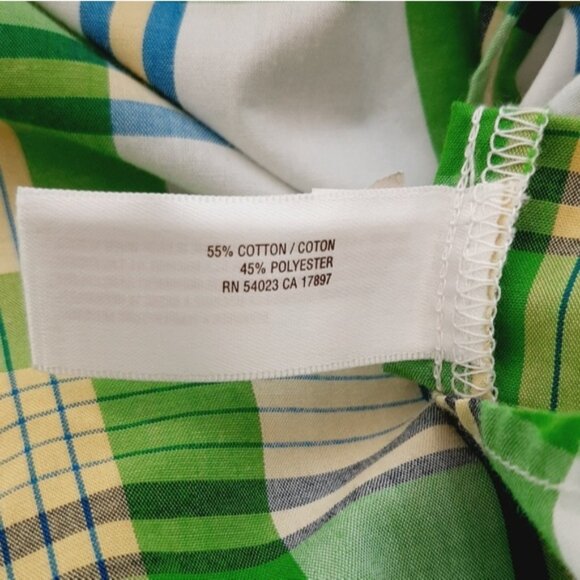 55% COTTON / COTON
45% POLYESTER
RN 54023 CA 17897